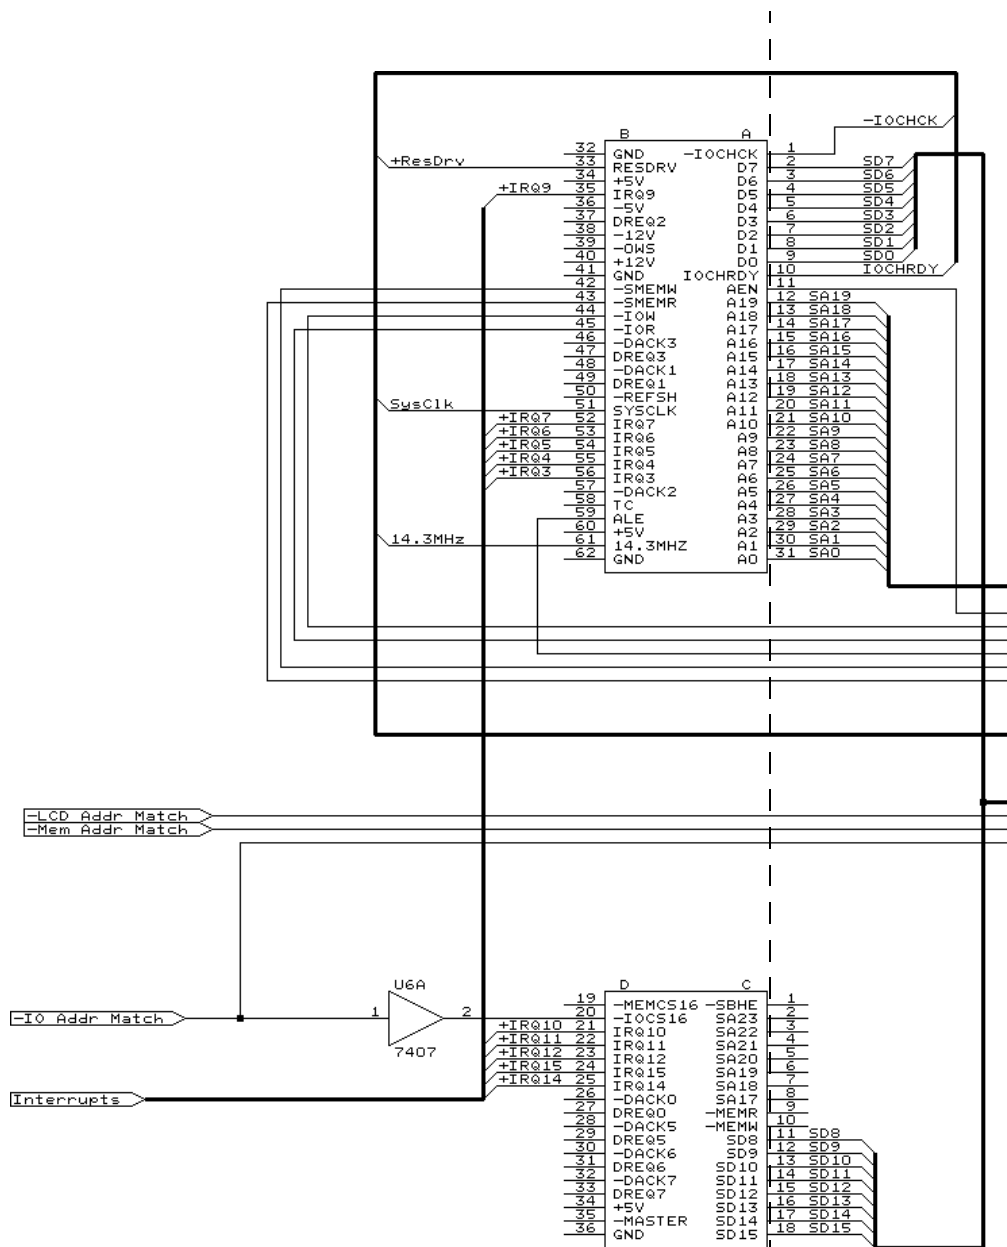 -IOCHCK
B A
32 GND -IOCHCK 1
+ResDrv 33 RESDRV D7 2 SD7
34 +5V D6 3 SD6
+IRQ9 35 IRQ9 D5 4 SD5
36 -5V D4 5 SD4
37 DREQ2 D3 6 SD3
38 -12V D2 7 SD2
39 -OWS D1 8 SD1
40 +12V D0 9 SD0
41 GND IOCHRDY 10 IOCHRDY
42 -SMEMW AEN 11
43 -SMEMR A19 12 SA19
44 -IOW A18 13 SA18
45 -IOR A17 14 SA17
46 -DACK3 A16 15 SA16
47 DREQ3 A15 16 SA15
48 -DACK1 A14 17 SA14
49 DREQ1 A13 18 SA13
50 -REFSH A12 19 SA12
SysClk 51 SYSCLK A11 20 SA11
+IRQ7 52 IRQ7 A10 21 SA10
+IRQ6 53 IRQ6 A9 22 SA9
+IRQ5 54 IRQ5 A8 23 SA8
+IRQ4 55 IRQ4 A7 24 SA7
+IRQ3 56 IRQ3 A6 25 SA6
57 -DACK2 A5 26 SA5
58 TC A4 27 SA4
59 ALE A3 28 SA3
60 +5V A2 29 SA2
14.3MHz 61 14.3MHZ A1 30 SA1
62 GND A0 31 SA0
-LCD Addr Match
-Mem Addr Match
U6A D C
19 -MEMCS16 -SBHE 1
-IO Addr Match 1 2 20 -IOCS16 SA23 2
+IRQ10 21 IRQ10 SA22 3
+IRQ11 22 IRQ11 SA21 4
7407 +IRQ12 23 IRQ12 SA20 5
+IRQ15 24 IRQ15 SA19 6
+IRQ14 25 IRQ14 SA18 7
Interrupts 26 -DACK0 SA17 8
27 DREQ0 -MEMR 9
28 -DACK5 -MEMW 10
29 DREQ5 SD8 11 SD8
30 -DACK6 SD9 12 SD9
31 DREQ6 SD10 13 SD10
32 -DACK7 SD11 14 SD11
33 DREQ7 SD12 15 SD12
34 +5V SD13 16 SD13
35 -MASTER SD14 17 SD14
36 GND SD15 18 SD15